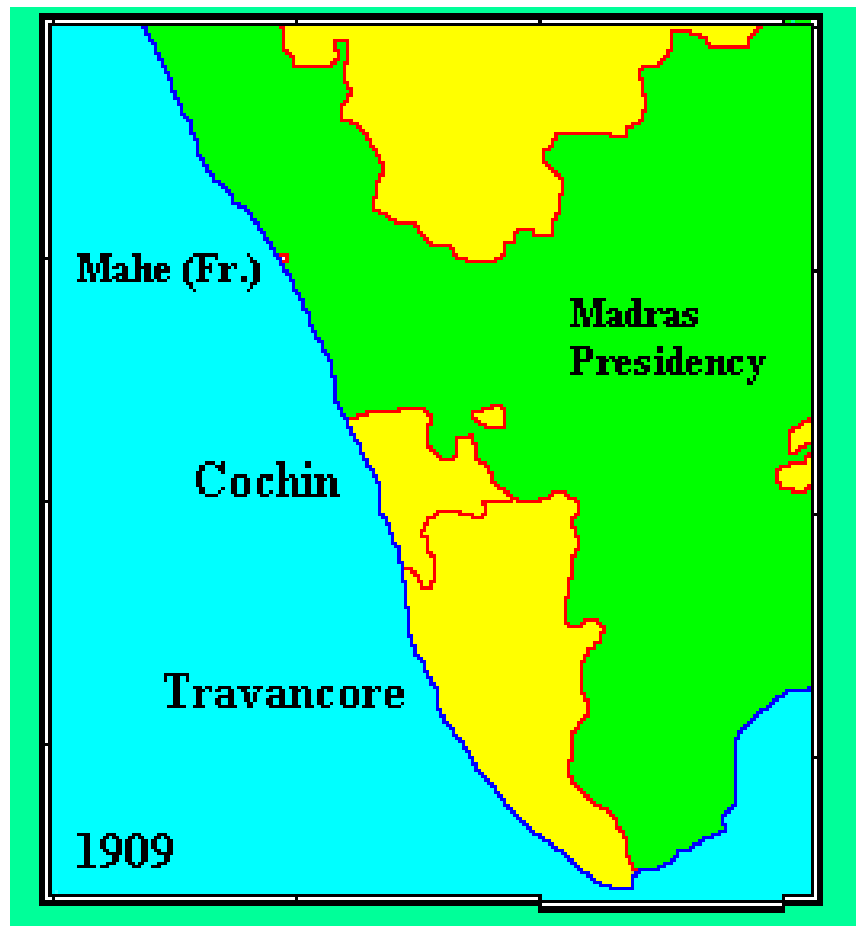 Mahe (Fr.)
Madras
Presidency
Cochin
Travancore
1909